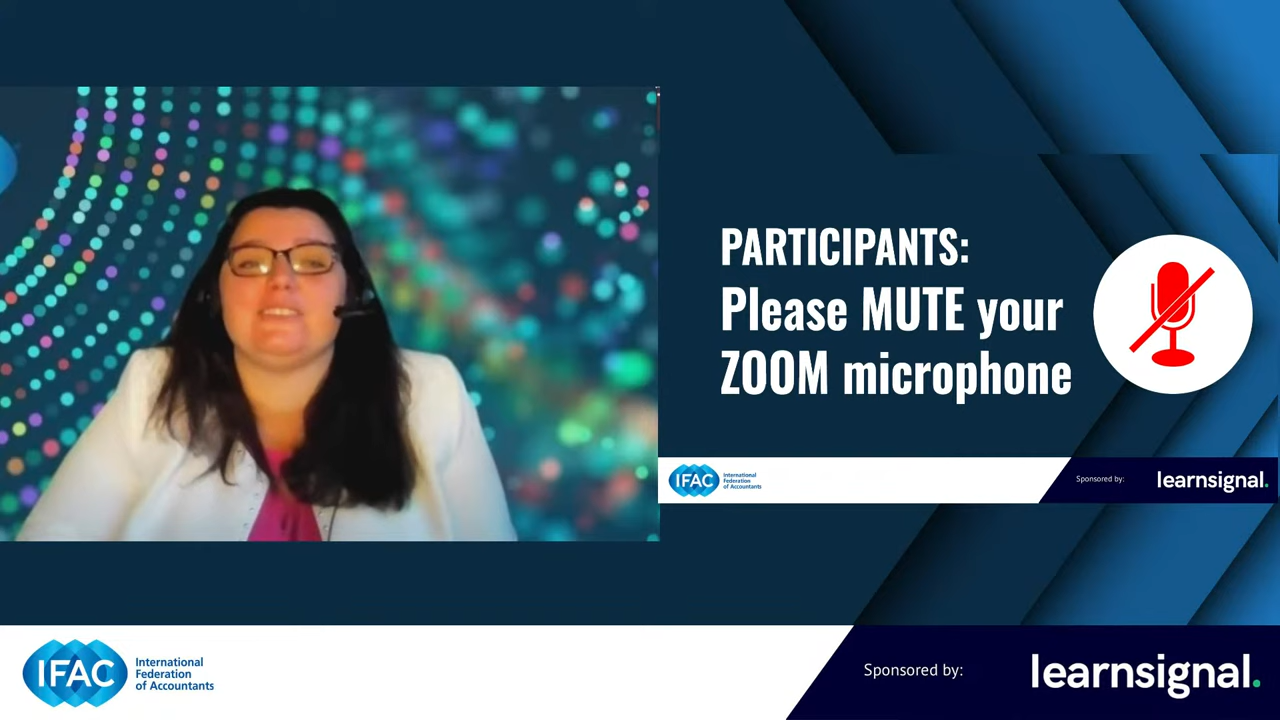 PARTICIPANTS:
Please MUTE your
ZOOM microphone
IFAC
International
Federation
of Accountants
Sponsored by:
learnsignal.
IFAC
International
Federation
of Accountants
Sponsored by:
learnsignal.